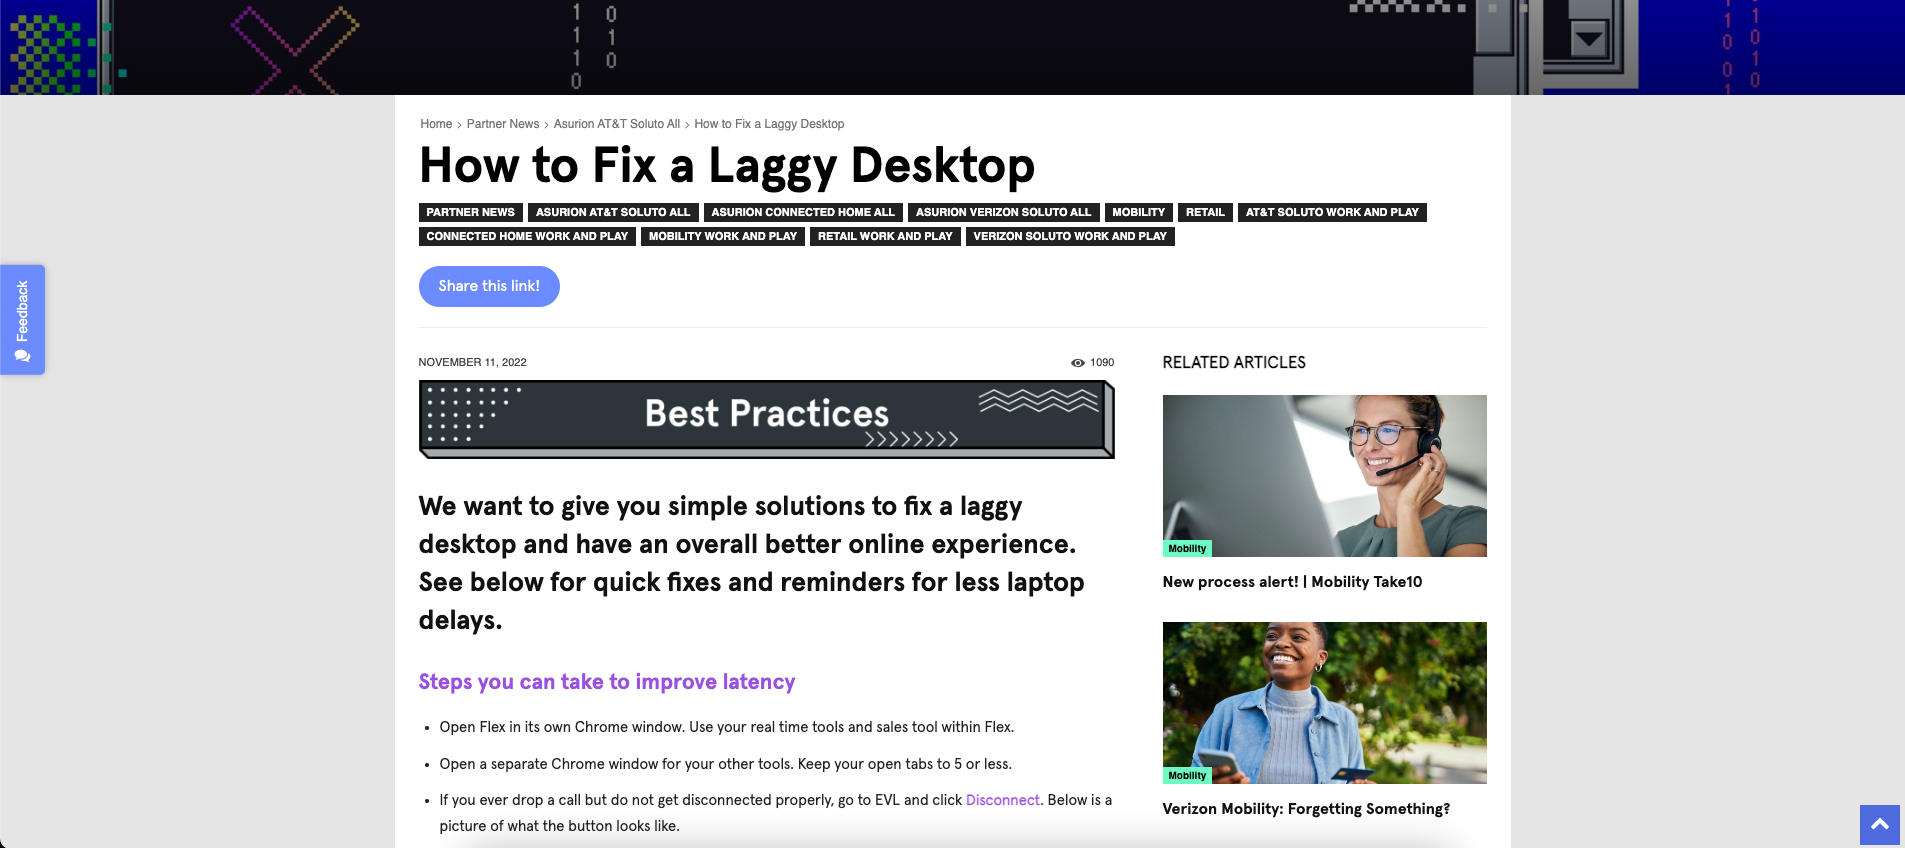 1 0
1 0 1 1 0
1 1 1 0
1 0 0 1
0 1 0
1
Home > Partner News > Asurion AT&T Soluto All > How to Fix a Laggy Desktop
How to Fix a Laggy Desktop
PARTNER NEWS ASURION AT&T SOLUTO ALL ASURION CONNECTED HOME ALL ASURION VERIZON SOLUTO ALL MOBILITY RETAIL AT&T SOLUTO WORK AND PLAY
CONNECTED HOME WORK AND PLAY MOBILITY WORK AND PLAY RETAIL WORK AND PLAY VERIZON SOLUTO WORK AND PLAY
Share this link!
Feedback
NOVEMBER 11, 2022
1090
Best Practices
We want to give you simple solutions to fix a laggy
desktop and have an overall better online experience.
See below for quick fixes and reminders for less laptop
delays.
Steps you can take to improve latency
• Open Flex in its own Chrome window. Use your real time tools and sales tool within Flex.
• Open a separate Chrome window for your other tools. Keep your open tabs to 5 or less.
• If you ever drop a call but do not get disconnected properly, go to EVL and click Disconnect. Below is a
picture of what the button looks like.
RELATED ARTICLES
Mobility
New process alert! | Mobility Take10
Mobility
Verizon Mobility: Forgetting Something?